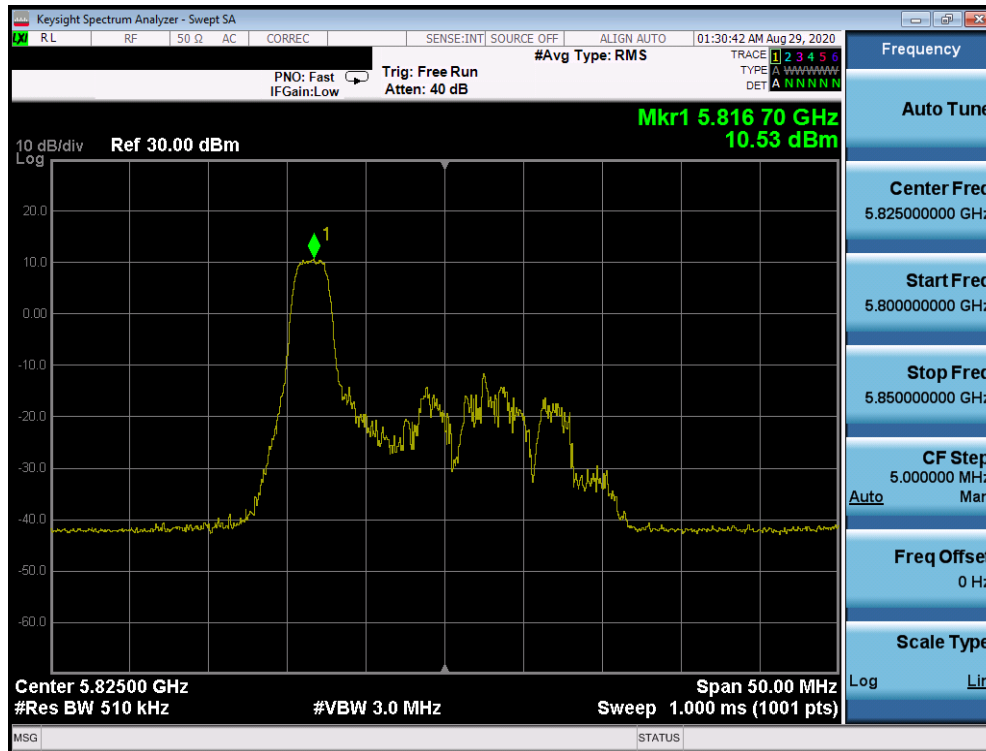 Keysight Spectrum Analyzer - Swept SA
LXI RL RF 50 Ω AC CORREC SENSE:INT SOURCE OFF ALIGN AUTO 01:30:42 AM Aug 29, 2020
#Avg Type: RMS
TRACE 1 2 3 4 5 6
PNO: Fast Trig: Free Run TYPE A WWWWW
IFGain:Low Atten: 40 dB DET A N N N N N
Mkr1 5.816 70 GHz
10.53 dBm
10 dB/div Ref 30.00 dBm
Log
1
20.0
10.0
0.00
-10.0
-20.0
-30.0
-40.0
-50.0
-60.0
Center 5.82500 GHz Span 50.00 MHz
#Res BW 510 kHz #VBW 3.0 MHz Sweep 1.000 ms (1001 pts)
MSG STATUS
Frequency
Auto Tune
Center Freq
5.825000000 GHz
Start Freq
5.800000000 GHz
Stop Freq
5.850000000 GHz
CF Step
5.000000 MHz
Auto Man
Freq Offset
0 Hz
Scale Type
Log Lin